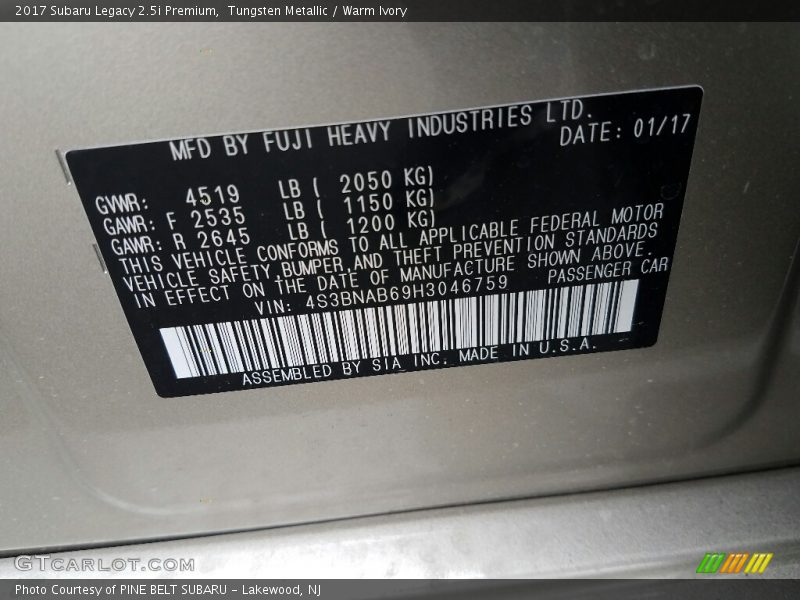 2017 Subaru Legacy 2.5i Premium,  Tungsten Metallic / Warm Ivory
MFD BY FUJI HEAVY INDUSTRIES LTD.
DATE: 01/17
GVWR: 4519 LB ( 2050 KG)
GAWR: F 2535 LB ( 1150 KG)
GAWR: R 2645 LB ( 1200 KG)
THIS VEHICLE CONFORMS TO ALL APPLICABLE FEDERAL MOTOR
VEHICLE SAFETY,BUMPER,AND THEFT PREVENTION STANDARDS
IN EFFECT ON THE DATE OF MANUFACTURE SHOWN ABOVE.
VIN: 4S3BNAB69H3046759 PASSENGER CAR
ASSEMBLED BY SIA INC. MADE IN U.S.A.
GTCARLOT.COM
Photo Courtesy of PINE BELT SUBARU - Lakewood, NJ